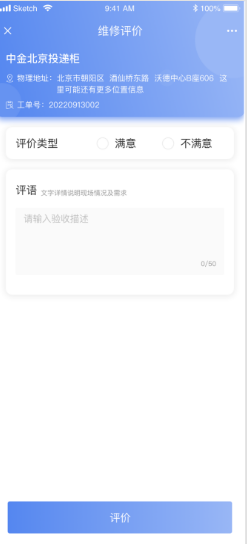 Sketch 9:41 AM 100%
维修评价
中金北京投递柜
物理地址：北京市朝阳区 酒仙桥东路 沃德中心B座606 这
里可能还有更多位置信息
工单号：20220913002
评价类型 满意 不满意
评语 文字详情说明现场情况及需求
请输入验收描述
0/50
评价